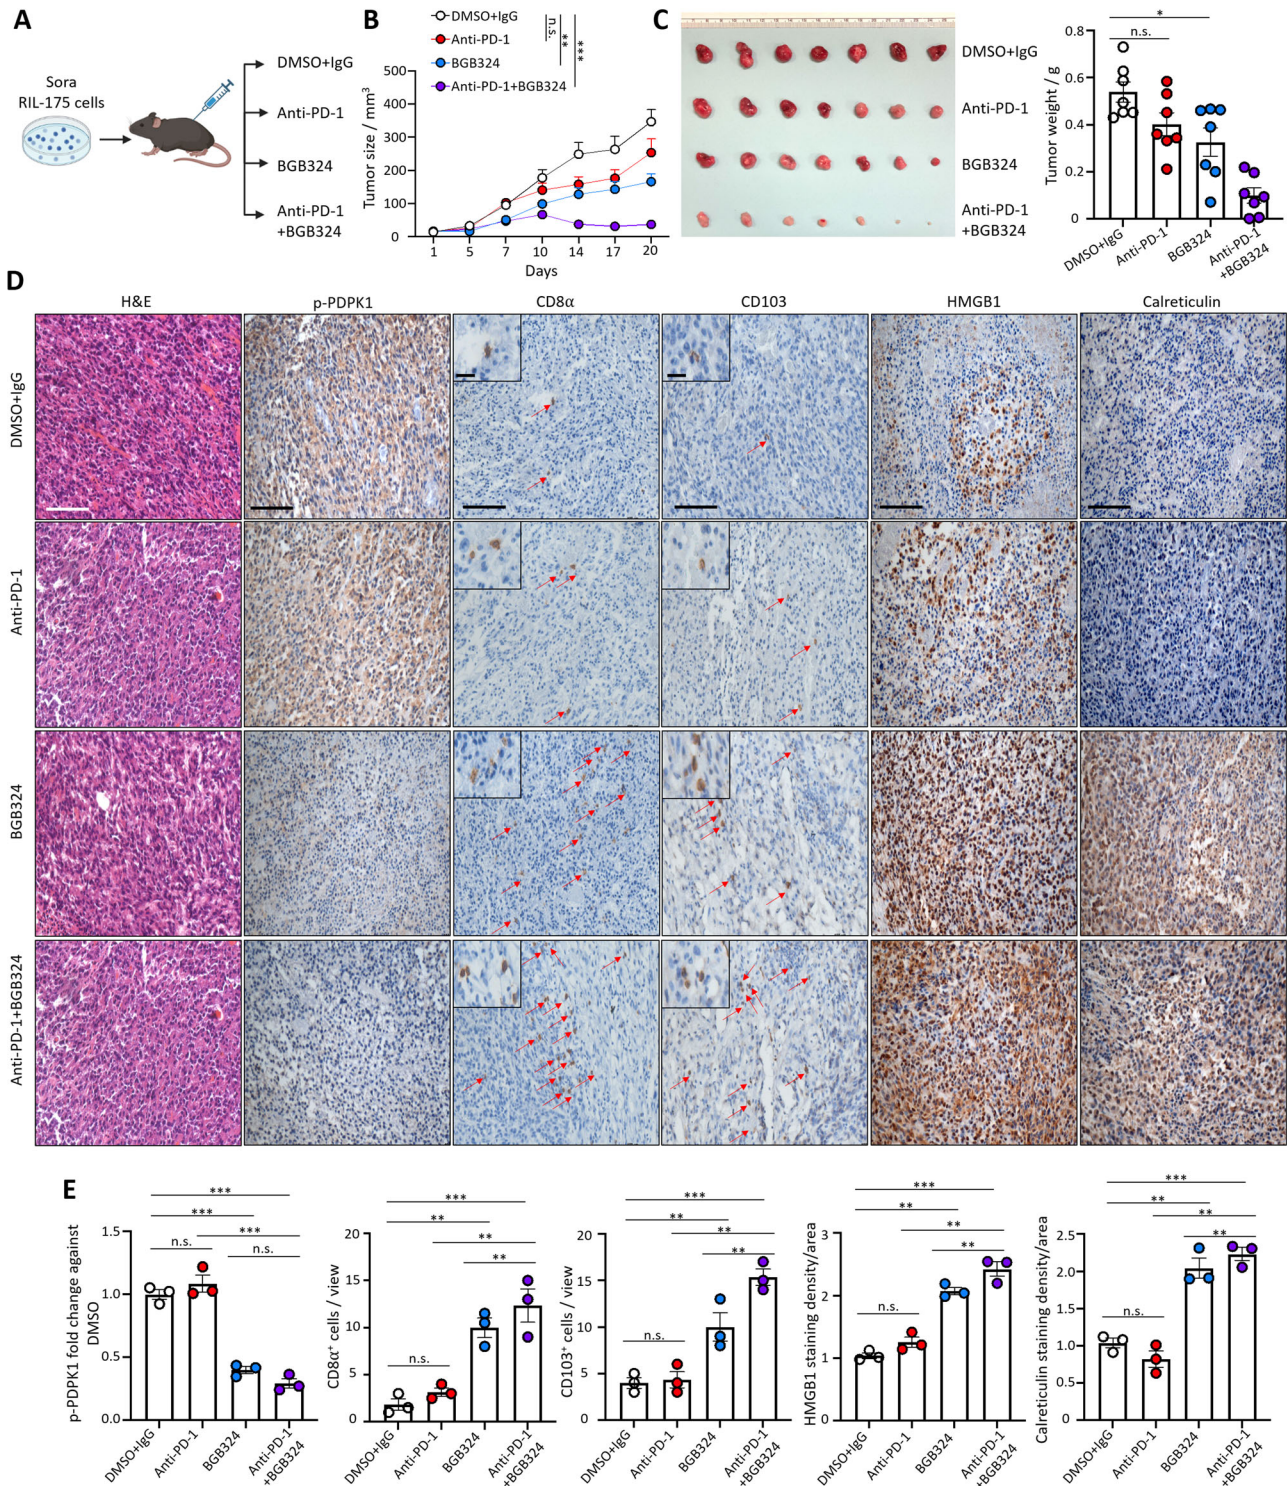 A
Sora
RIL-175 cells
DMSO+IgG
Anti-PD-1
BGB324
Anti-PD-1
+BGB324
B
DMSO+IgG
Anti-PD-1
BGB324
Anti-PD-1+BGB324
n.s.
**
***
Tumor size / mm³
500
400
300
200
100
0
1 5 7 10 14 17 20
Days
C
DMSO+IgG
Anti-PD-1
BGB324
Anti-PD-1
+BGB324
*
n.s.
Tumor weight / g
0.8
0.6
0.4
0.2
0
DMSO+IgG
Anti-PD-1
BGB324
Anti-PD-1
+BGB324
D
H&E p-PDPK1 CD8α CD103 HMGB1 Calreticulin
DMSO+IgG
Anti-PD-1
BGB324
Anti-PD-1+BGB324
E
***
***
***
n.s. n.s.
p-PDPK1 fold change against
DMSO
1.5
1.0
0.5
0.0
DMSO+IgG
Anti-PD-1
BGB324
Anti-PD-1
+BGB324
***
**
**
**
n.s.
CD8α⁺ cells / view
20
15
10
5
0
DMSO+IgG
Anti-PD-1
BGB324
Anti-PD-1
+BGB324
***
**
**
**
n.s.
CD103⁺ cells / view
20
15
10
5
0
DMSO+IgG
Anti-PD-1
BGB324
Anti-PD-1
+BGB324
***
**
**
**
n.s.
HMGB1 staining density/area
3
2
1
0
DMSO+IgG
Anti-PD-1
BGB324
Anti-PD-1
+BGB324
***
**
**
**
n.s.
Calreticulin staining density/area
2.5
2.0
1.5
1.0
0.5
0
DMSO+IgG
Anti-PD-1
BGB324
Anti-PD-1
+BGB324